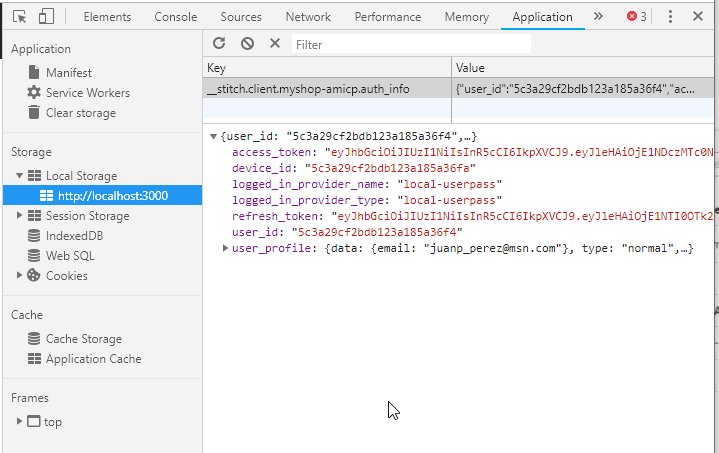 Elements Console Sources Network Performance Memory Application » 3
Application
Manifest
Service Workers
Clear storage
Storage
Local Storage
http://localhost:3000
Session Storage
IndexedDB
Web SQL
Cookies
Cache
Cache Storage
Application Cache
Frames
top
Filter
Key Value
__stitch.client.myshop-amicp.auth_info {"user_id":"5c3a29cf2bdb123a185a36f4","ac...
{user_id: "5c3a29cf2bdb123a185a36f4",…}
access_token: "eyJhbGciOiJIUzI1NiIsInR5cCI6IkpXVCJ9.eyJleHAiOjE1NDczMTc0N
device_id: "5c3a29cf2bdb123a185a36fa"
logged_in_provider_name: "local-userpass"
logged_in_provider_type: "local-userpass"
refresh_token: "eyJhbGciOiJIUzI1NiIsInR5cCI6IkpXVCJ9.eyJleHAiOjE1NTI0OTk2
user_id: "5c3a29cf2bdb123a185a36f4"
user_profile: {data: {email: "juanp_perez@msn.com"}, type: "normal",…}